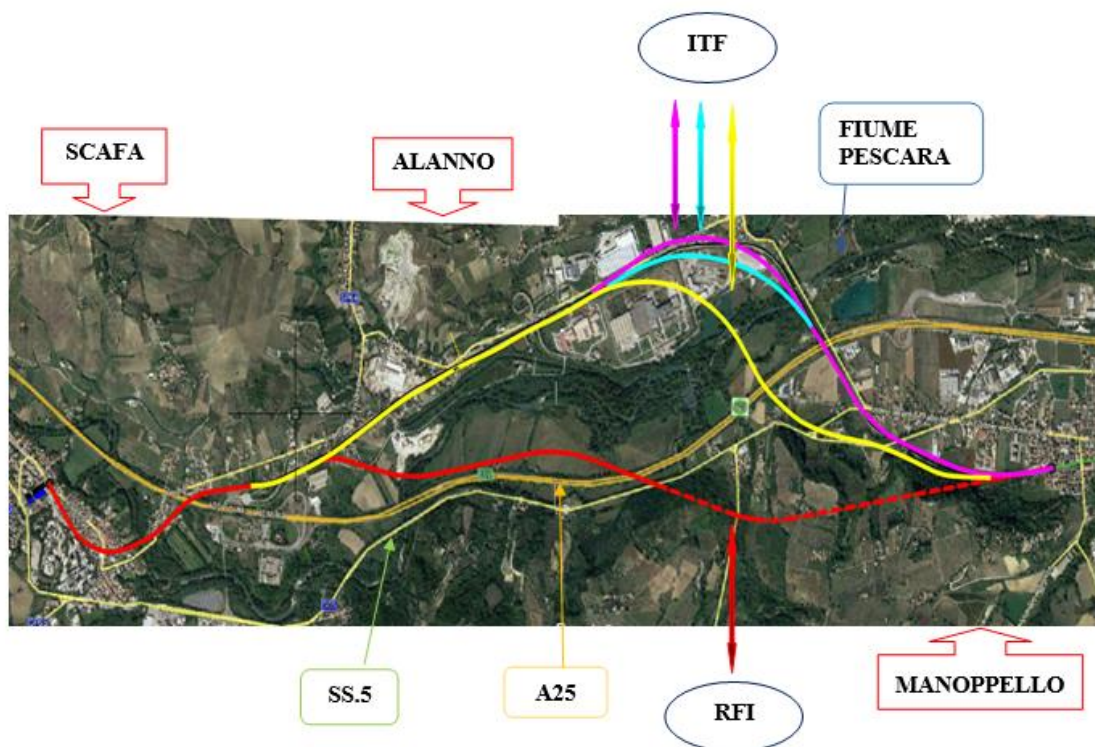 ITF
SCAFA
ALANNO
FIUME
PESCARA
SS.5
A25
RFI
MANOPPELLO